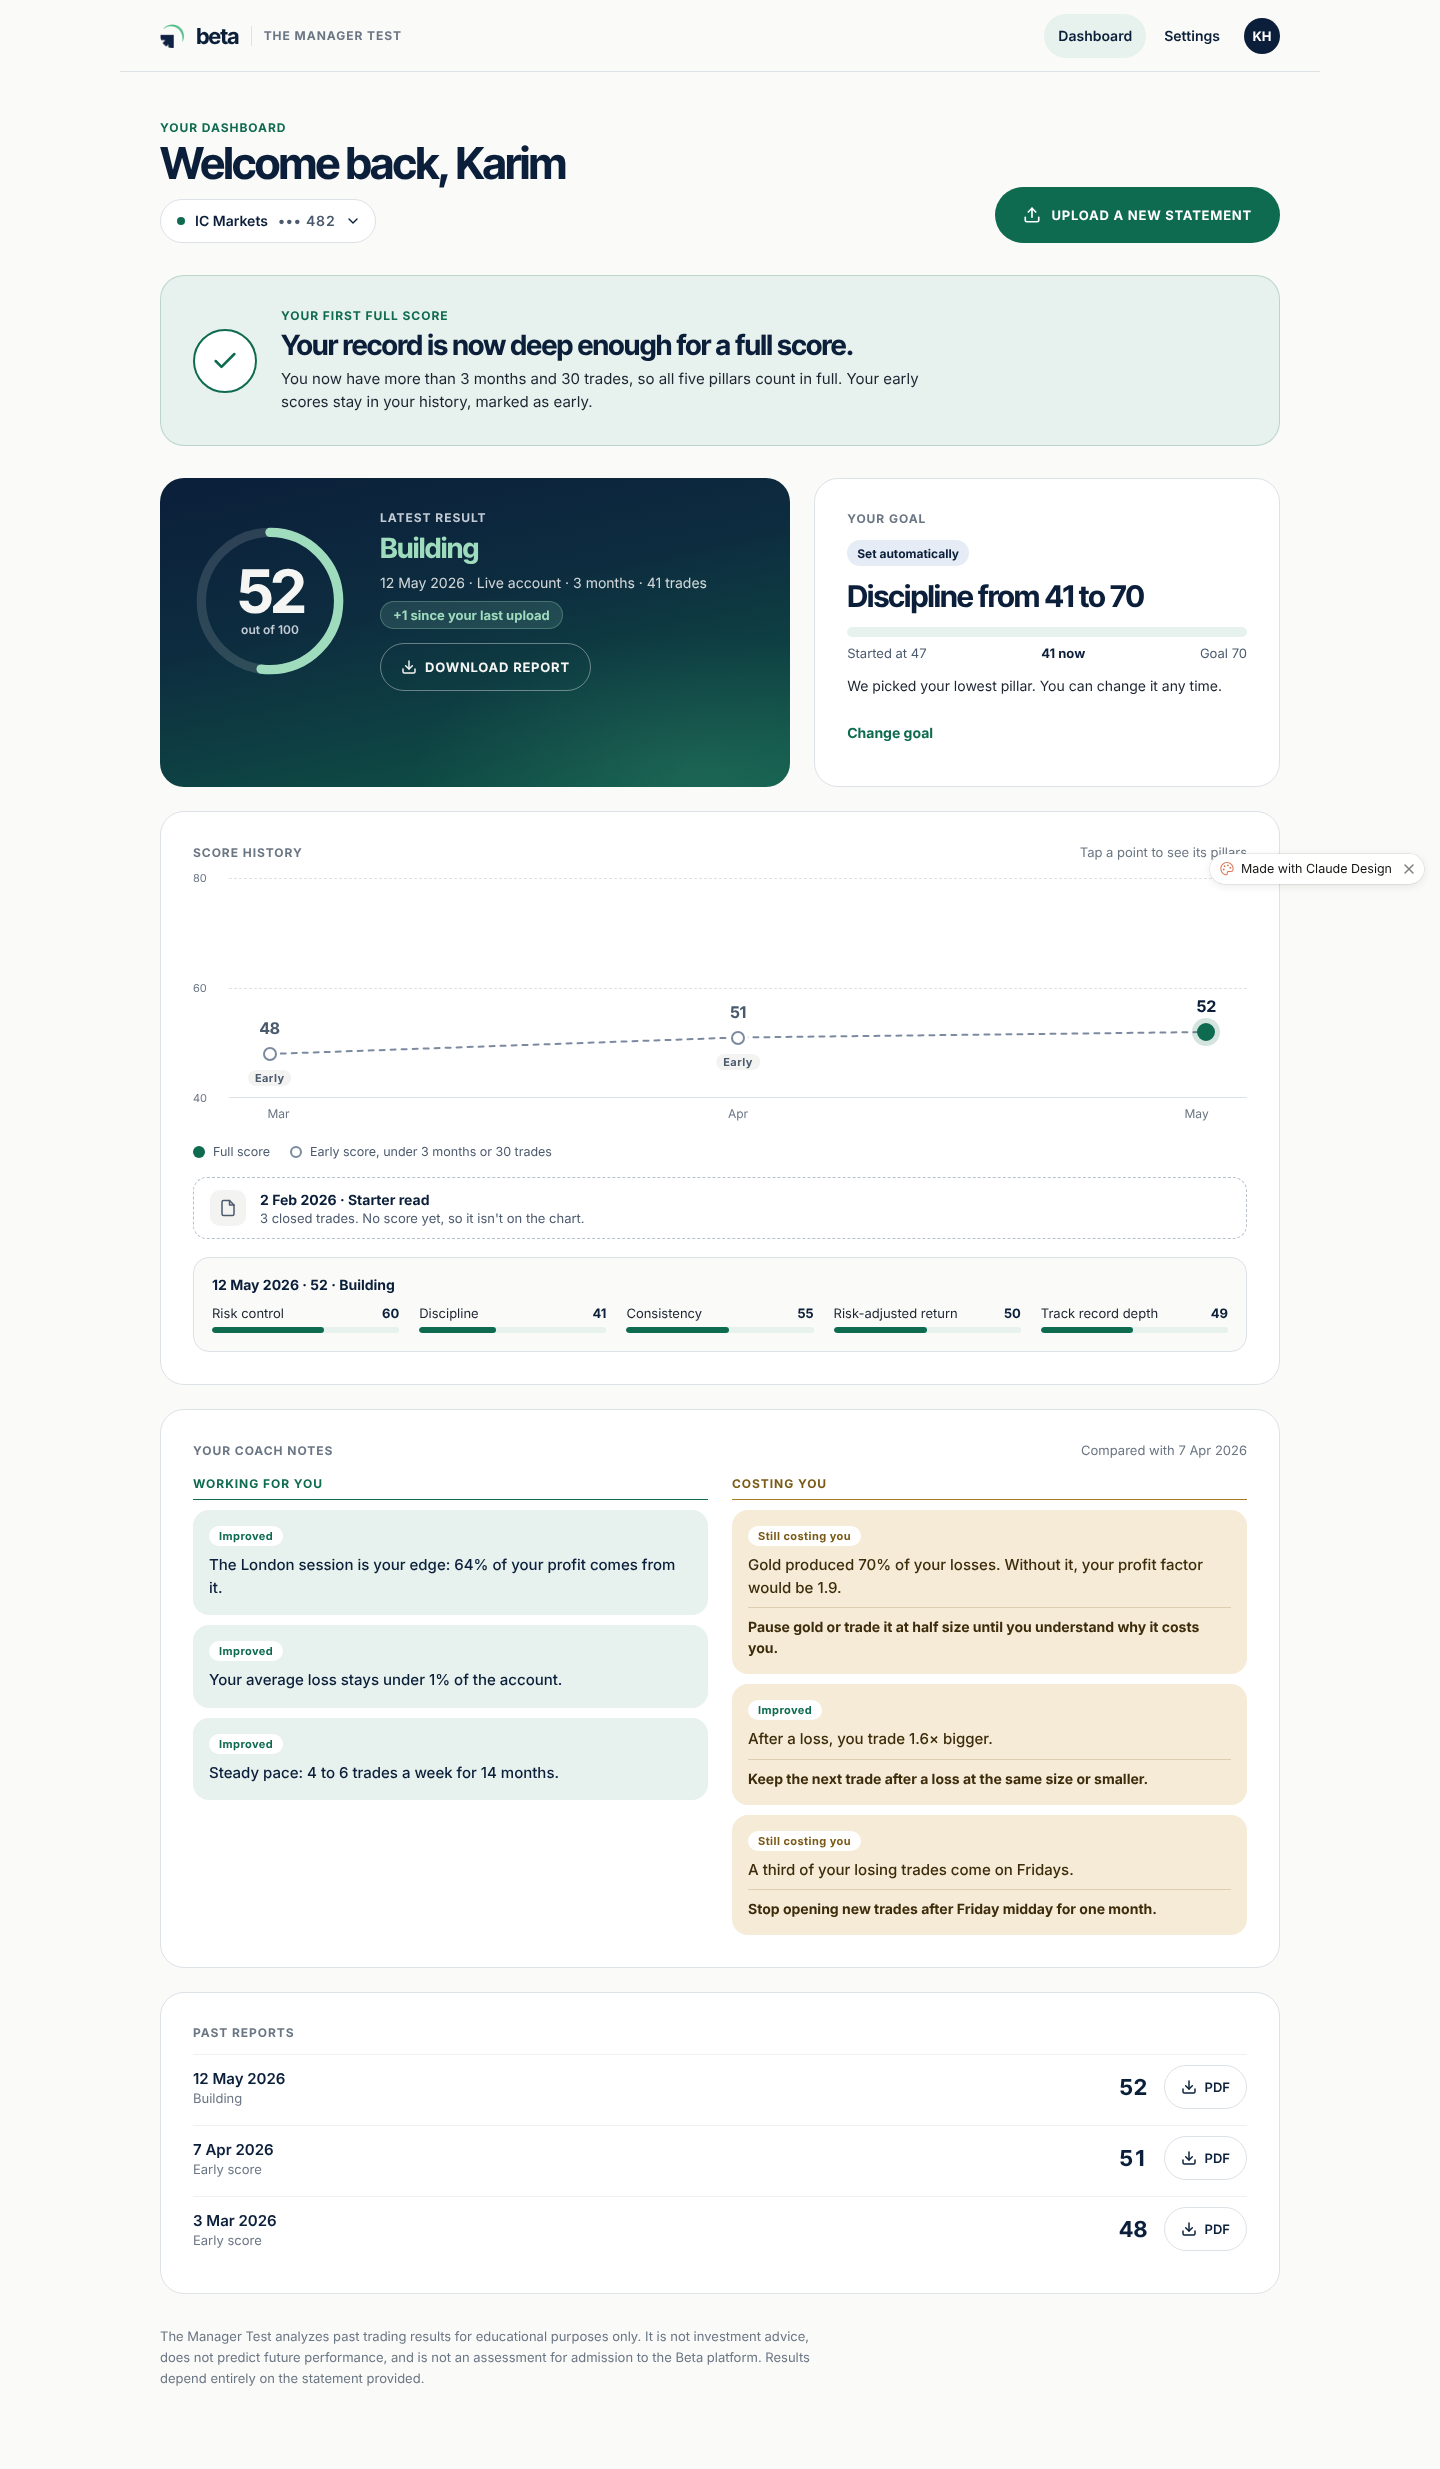 beta
THE MANAGER TEST
Dashboard
Settings
KH
YOUR DASHBOARD
Welcome back, Karim
IC Markets ••• 482
UPLOAD A NEW STATEMENT
YOUR FIRST FULL SCORE
Your record is now deep enough for a full score.
You now have more than 3 months and 30 trades, so all five pillars count in full. Your early
scores stay in your history, marked as early.
52
out of 100
LATEST RESULT
Building
12 May 2026 · Live account · 3 months · 41 trades
+1 since your last upload
DOWNLOAD REPORT
YOUR GOAL
Set automatically
Discipline from 41 to 70
Started at 47
41 now
Goal 70
We picked your lowest pillar. You can change it any time.
Change goal
SCORE HISTORY
Tap a point to see its pillars
Made with Claude Design
80
60
40
48
Early
51
Early
52
Mar
Apr
May
Full score
Early score, under 3 months or 30 trades
2 Feb 2026 · Starter read
3 closed trades. No score yet, so it isn't on the chart.
12 May 2026 · 52 · Building
Risk control 60
Discipline 41
Consistency 55
Risk-adjusted return 50
Track record depth 49
YOUR COACH NOTES
Compared with 7 Apr 2026
WORKING FOR YOU
Improved
The London session is your edge: 64% of your profit comes from
it.
Improved
Your average loss stays under 1% of the account.
Improved
Steady pace: 4 to 6 trades a week for 14 months.
COSTING YOU
Still costing you
Gold produced 70% of your losses. Without it, your profit factor
would be 1.9.
Pause gold or trade it at half size until you understand why it costs
you.
Improved
After a loss, you trade 1.6× bigger.
Keep the next trade after a loss at the same size or smaller.
Still costing you
A third of your losing trades come on Fridays.
Stop opening new trades after Friday midday for one month.
PAST REPORTS
12 May 2026
Building
52
PDF
7 Apr 2026
Early score
51
PDF
3 Mar 2026
Early score
48
PDF
The Manager Test analyzes past trading results for educational purposes only. It is not investment advice,
does not predict future performance, and is not an assessment for admission to the Beta platform. Results
depend entirely on the statement provided.